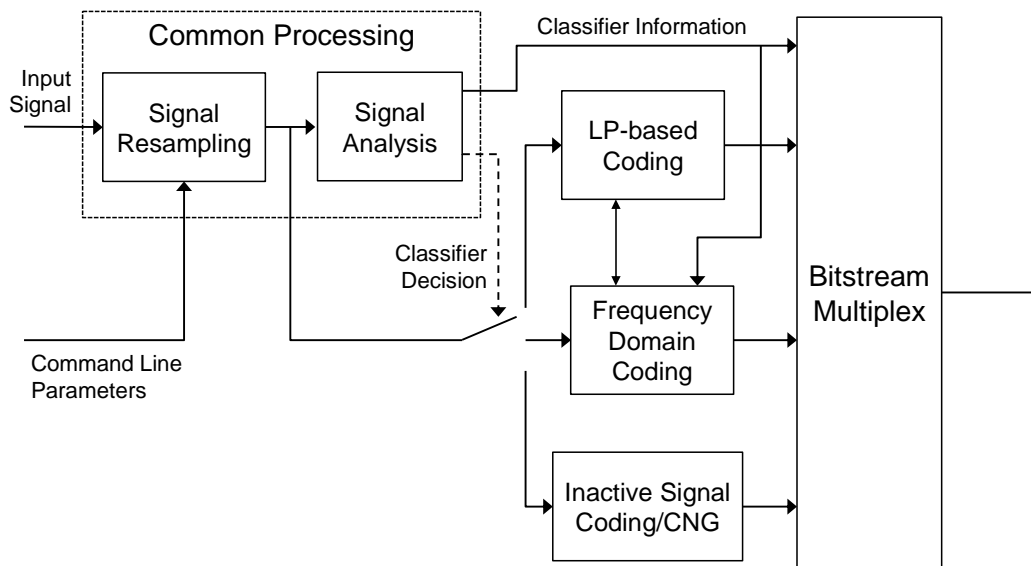 Common Processing
Classifier Information
Input
Signal
Signal
Resampling
Signal
Analysis
LP-based
Coding
Classifier
Decision
Bitstream
Multiplex
Frequency
Domain
Coding
Command Line
Parameters
Inactive Signal
Coding/CNG